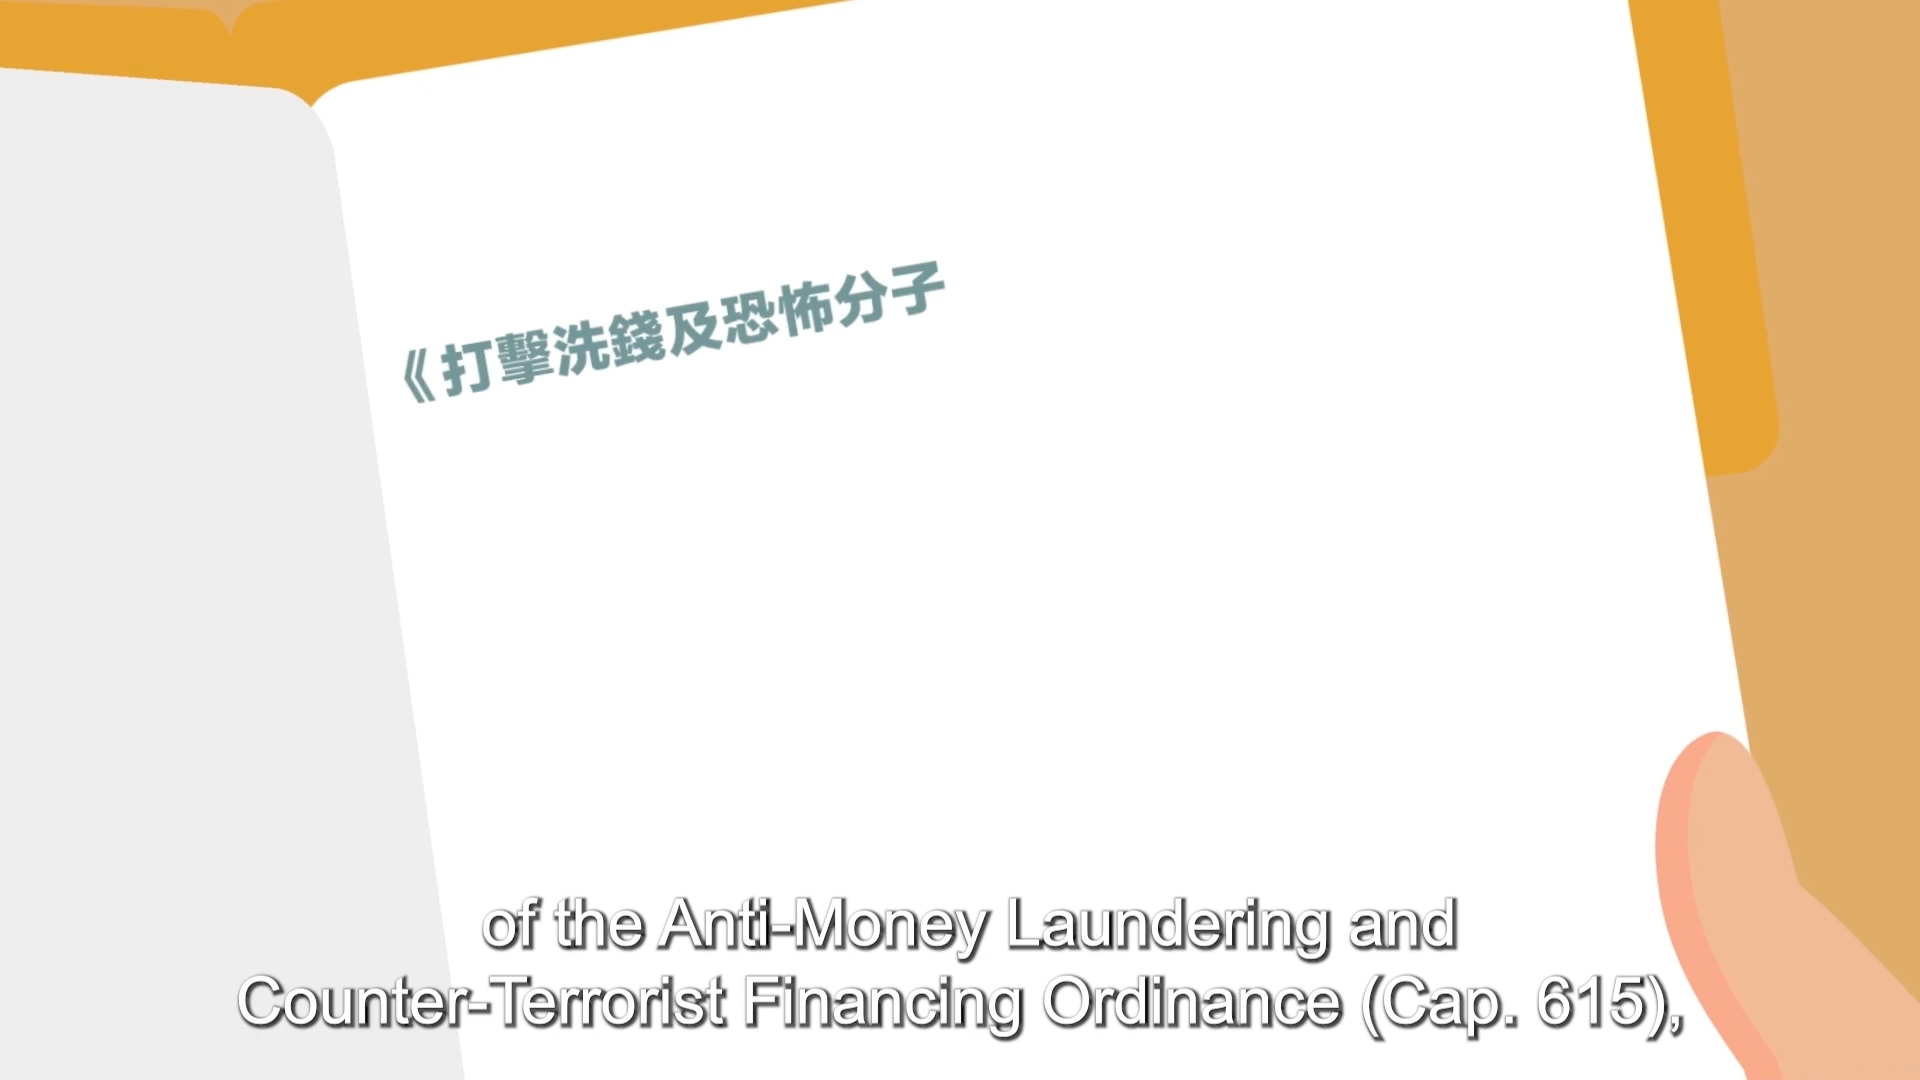 《打擊洗錢及恐怖分子
of the Anti-Money Laundering and
Counter-Terrorist Financing Ordinance (Cap. 615),